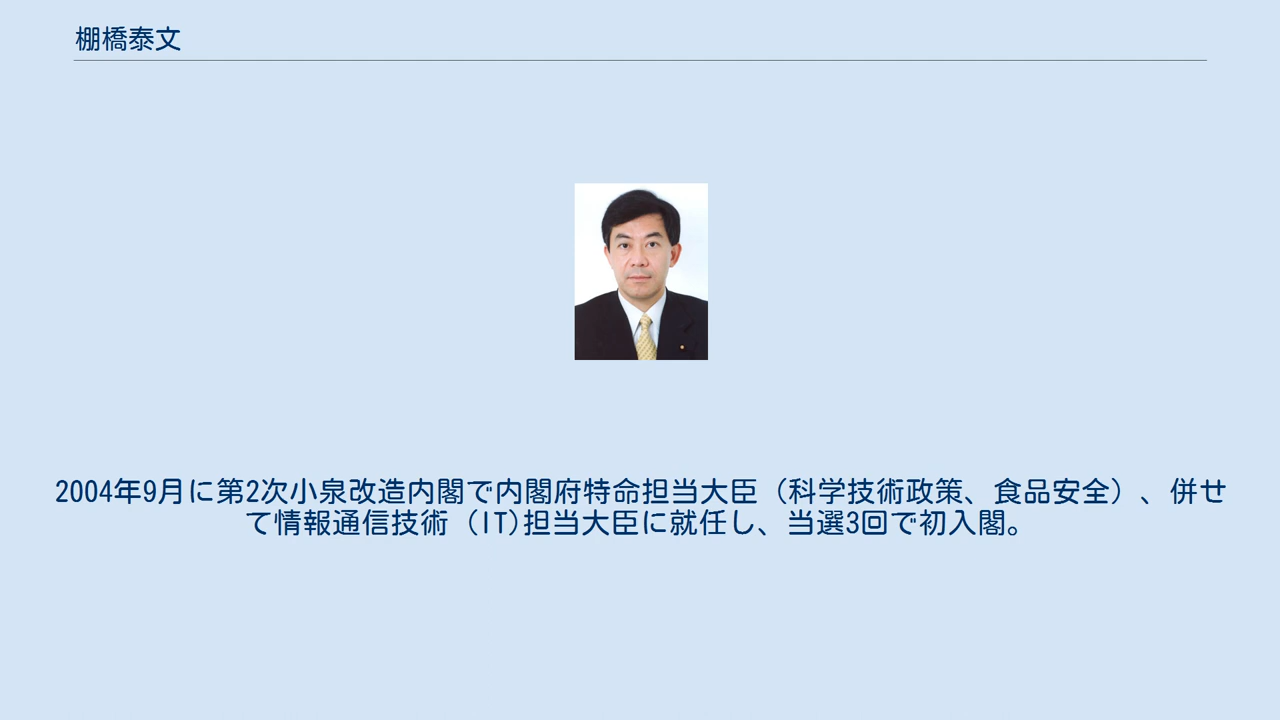 棚橋泰文
2004年9月に第2次小泉改造内閣で内閣府特命担当大臣（科学技術政策、食品安全）、併せ
て情報通信技術（IT)担当大臣に就任し、当選3回で初入閣。